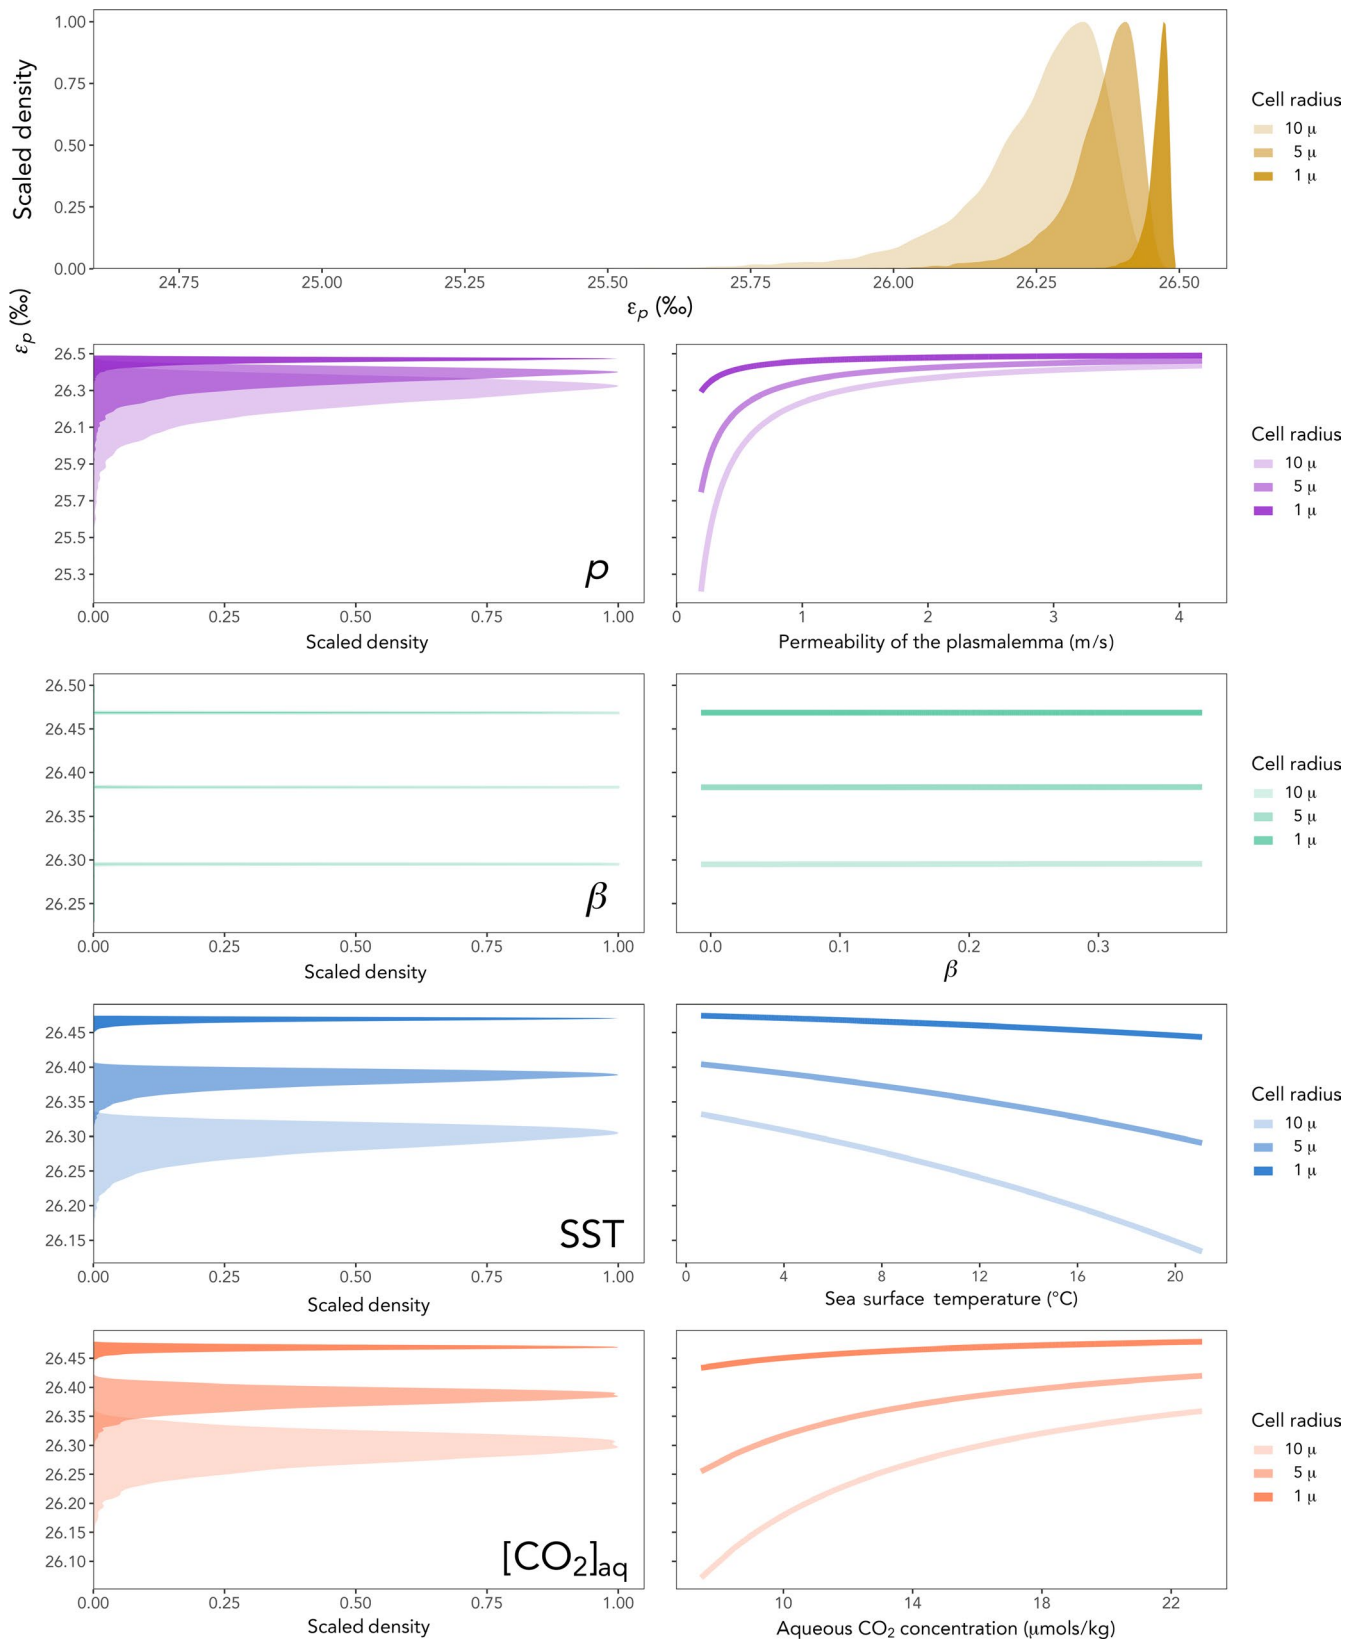 1.00
0.75
0.50
0.25
0.00
Scaled density
24.75 25.00 25.25 25.50 25.75 26.00 26.25 26.50
εp (‰)
Cell radius
10 μ
5 μ
1 μ
εp (‰)
26.5
26.3
26.1
25.9
25.7
25.5
25.3
p
0.00 0.25 0.50 0.75 1.00
Scaled density
0 1 2 3 4
Permeability of the plasmalemma (m/s)
Cell radius
10 μ
5 μ
1 μ
26.50
26.45
26.40
26.35
26.30
26.25
β
0.00 0.25 0.50 0.75 1.00
Scaled density
0.0 0.1 0.2 0.3
β
Cell radius
10 μ
5 μ
1 μ
26.45
26.40
26.35
26.30
26.25
26.20
26.15
SST
0.00 0.25 0.50 0.75 1.00
Scaled density
0 4 8 12 16 20
Sea surface temperature (°C)
Cell radius
10 μ
5 μ
1 μ
26.45
26.40
26.35
26.30
26.25
26.20
26.15
26.10
[CO₂]aq
0.00 0.25 0.50 0.75 1.00
Scaled density
10 14 18 22
Aqueous CO₂ concentration (μmols/kg)
Cell radius
10 μ
5 μ
1 μ